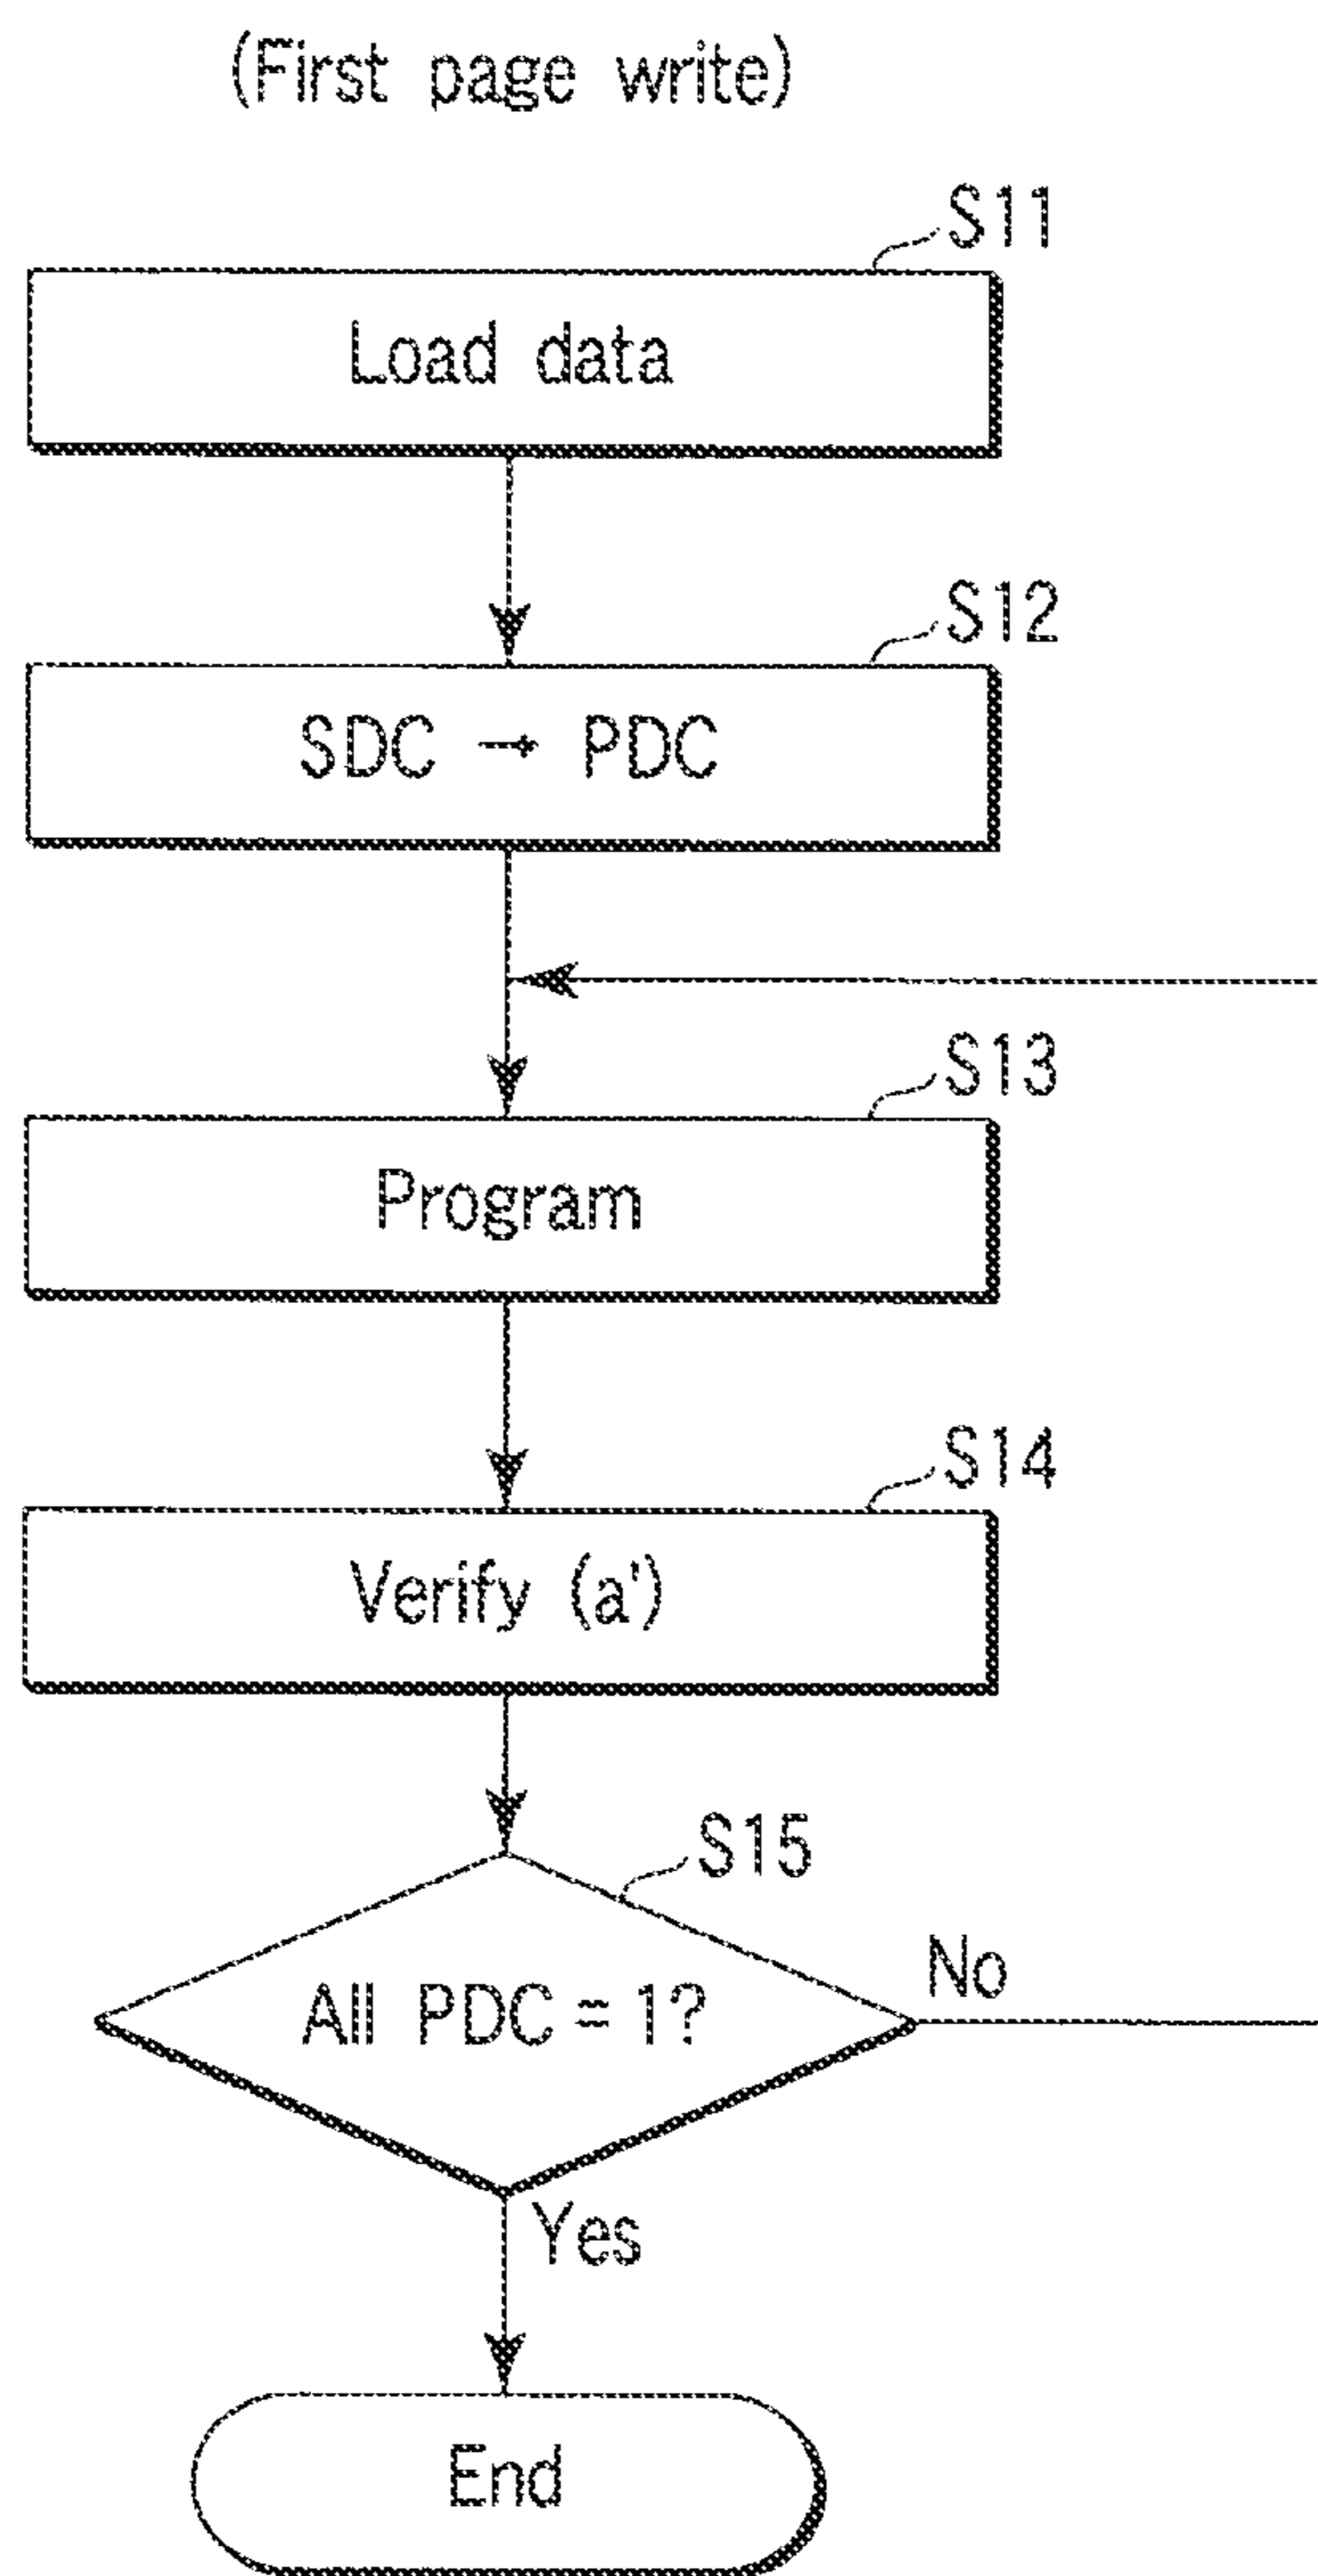 (First page write)
S11
Load data
S12
SDC → PDC
S13
Program
S14
Verify (a')
S15
All PDC = 1?
No
Yes
End